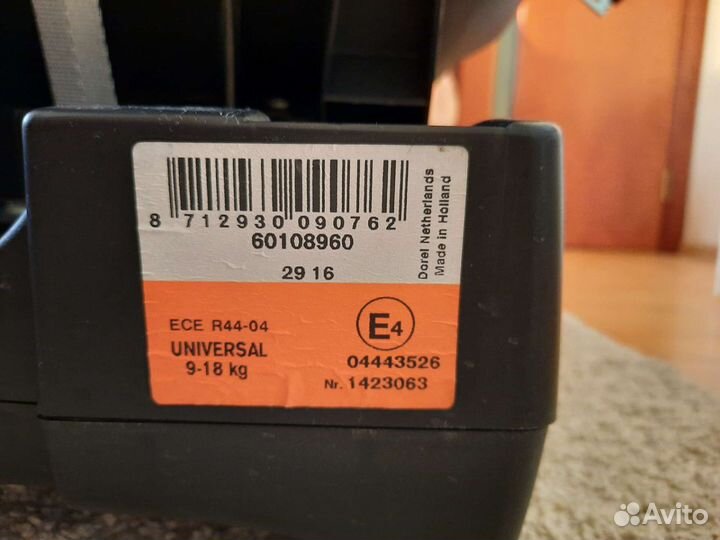 8 712930 090762
60108960
29 16
Dorel Netherlands
Made in Holland
ECE R44-04
UNIVERSAL
9-18 kg
E4
04443526
Nr. 1423063
Avito